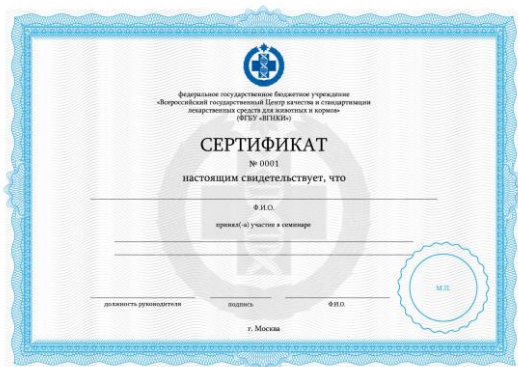 федеральное государственное бюджетное учреждение
«Всероссийский государственный Центр качества и стандартизации
лекарственных средств для животных и кормов»
(ФГБУ «ВГНКИ»)
СЕРТИФИКАТ
№ 0001
настоящим свидетельствует, что
Ф.И.О.
принял(-а) участие в семинаре
М.П.
должность руководителя подпись Ф.И.О.
г. Москва